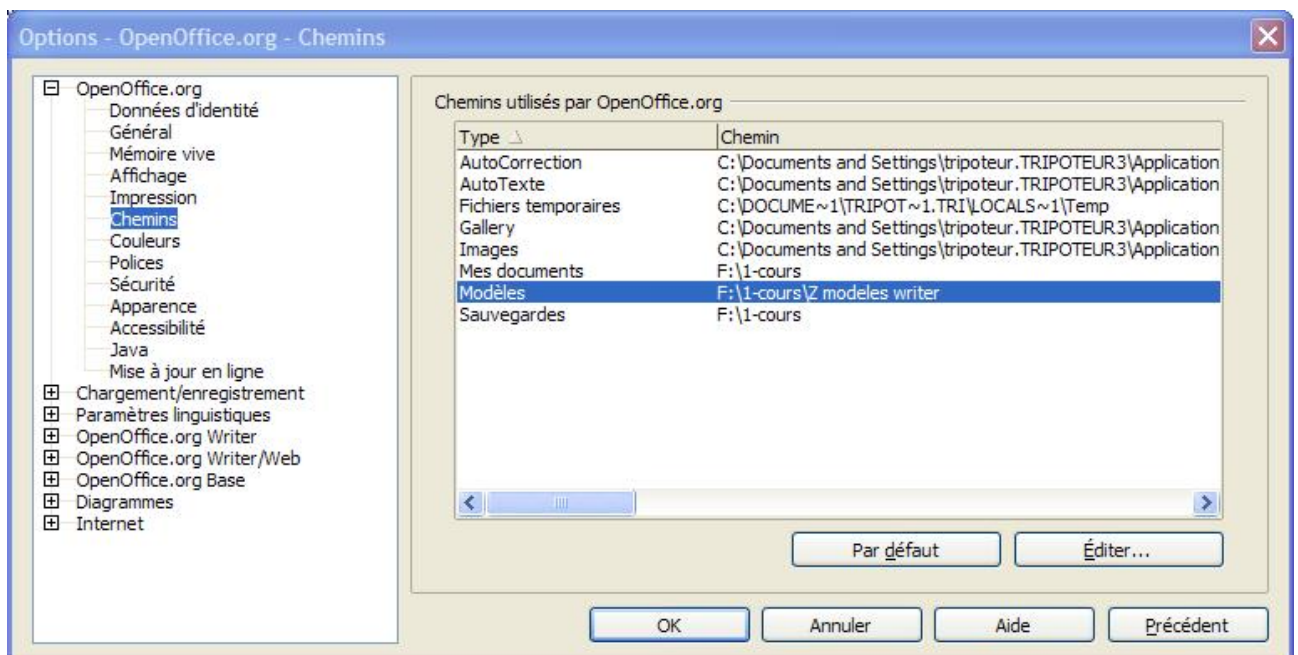 Options - OpenOffice.org - Chemins
OpenOffice.org
Données d'identité
Général
Mémoire vive
Affichage
Impression
Chemins
Couleurs
Polices
Sécurité
Apparence
Accessibilité
Java
Mise à jour en ligne
Chargement/enregistrement
Paramètres linguistiques
OpenOffice.org Writer
OpenOffice.org Writer/Web
OpenOffice.org Base
Diagrammes
Internet
Chemins utilisés par OpenOffice.org
Type Chemin
AutoCorrection C:\Documents and Settings\tripoteur.TRIPOTEUR3\Application
AutoTexte C:\Documents and Settings\tripoteur.TRIPOTEUR3\Application
Fichiers temporaires C:\DOCUME~1\TRIPOT~1.TRI\LOCALS~1\Temp
Gallery C:\Documents and Settings\tripoteur.TRIPOTEUR3\Application
Images C:\Documents and Settings\tripoteur.TRIPOTEUR3\Application
Mes documents F:\1-cours
Modèles F:\1-cours\Z modeles writer
Sauvegardes F:\1-cours
Par défaut Éditer...
OK Annuler Aide Précédent